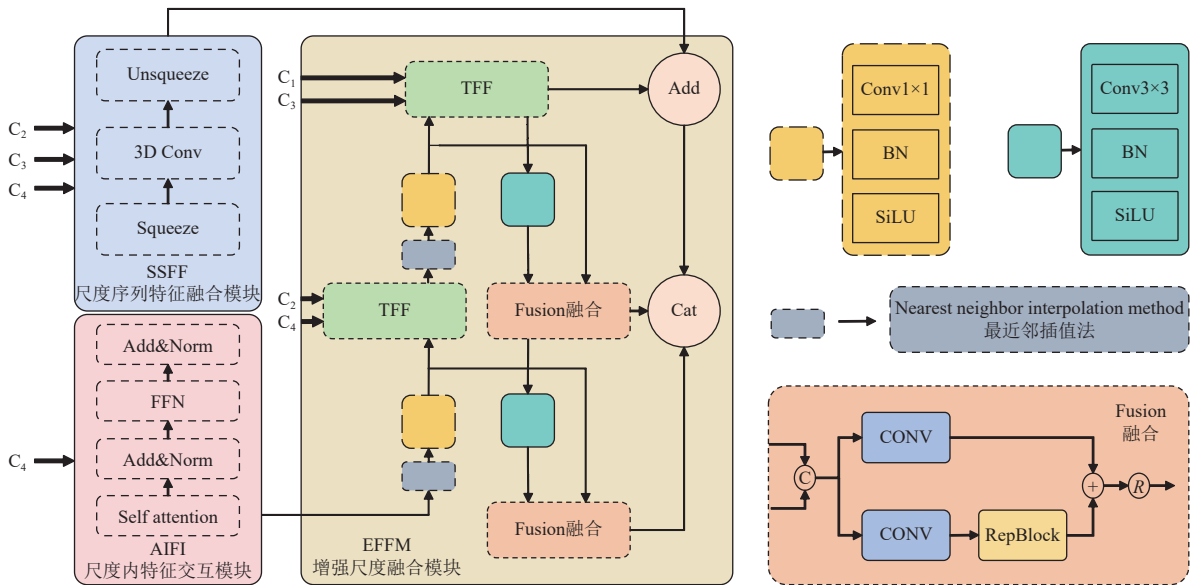 C₂
C₃
C₄
Unsqueeze
3D Conv
Squeeze
SSFF
尺度序列特征融合模块
C₄
Add&Norm
FFN
Add&Norm
Self attention
AIFI
尺度内特征交互模块
C₁
C₃
TFF
Add
C₂
C₄
TFF
Fusion融合
Cat
Fusion融合
EFFM
增强尺度融合模块
Conv1×1
BN
SiLU
Conv3×3
BN
SiLU
Nearest neighbor interpolation method
最近邻插值法
Fusion
融合
C
CONV
CONV
RepBlock
+
R